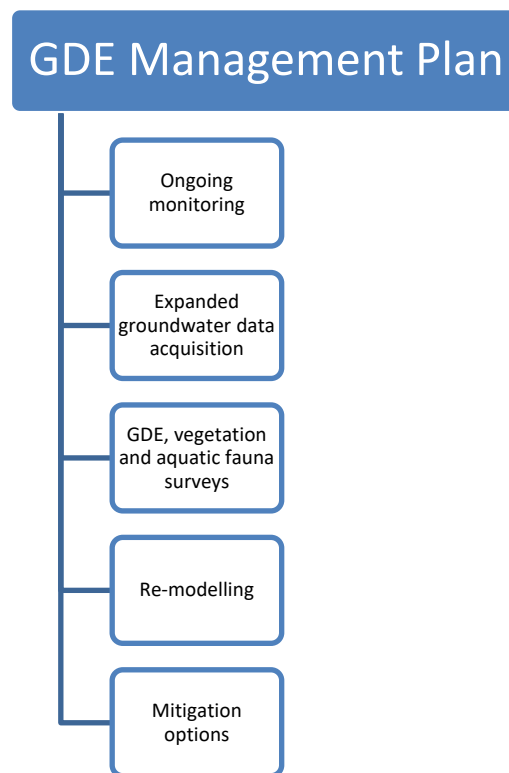 GDE Management Plan
Ongoing
monitoring
Expanded
groundwater data
acquisition
GDE, vegetation
and aquatic fauna
surveys
Re-modelling
Mitigation
options